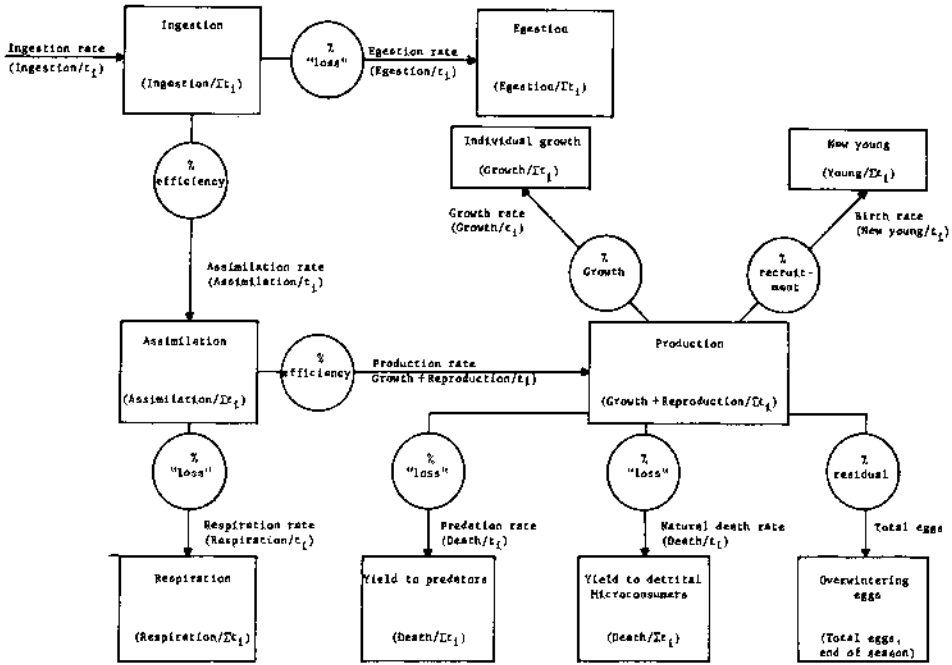 Ingestion
Ingestion rate
(Ingestion/t_i)
(Ingestion/Σt_i)
%
"loss"
Egestion rate
(Egestion/t_i)
Egestion
(Egestion/Σt_i)
%
efficiency
Individual growth
(Growth/Σt_i)
New young
(Young/Σt_i)
Growth rate
(Growth/t_i)
Birth rate
(New young/t_i)
%
Growth
%
recruit-
ment
Assimilation rate
(Assimilation/t_i)
Assimilation
(Assimilation/Σt_i)
%
efficiency
Production rate
Growth + Reproduction/t_i)
Production
(Growth + Reproduction/Σt_i)
%
"loss"
%
"loss"
%
"loss"
%
residual
Respiration rate
(Respiration/t_i)
Predation rate
(Death/t_i)
Natural death rate
(Death/t_i)
Total eggs
Respiration
(Respiration/Σt_i)
Yield to predators
(Death/Σt_i)
Yield to detrital
Microconsumers
(Death/Σt_i)
Overwintering
eggs
(Total eggs,
end of season)